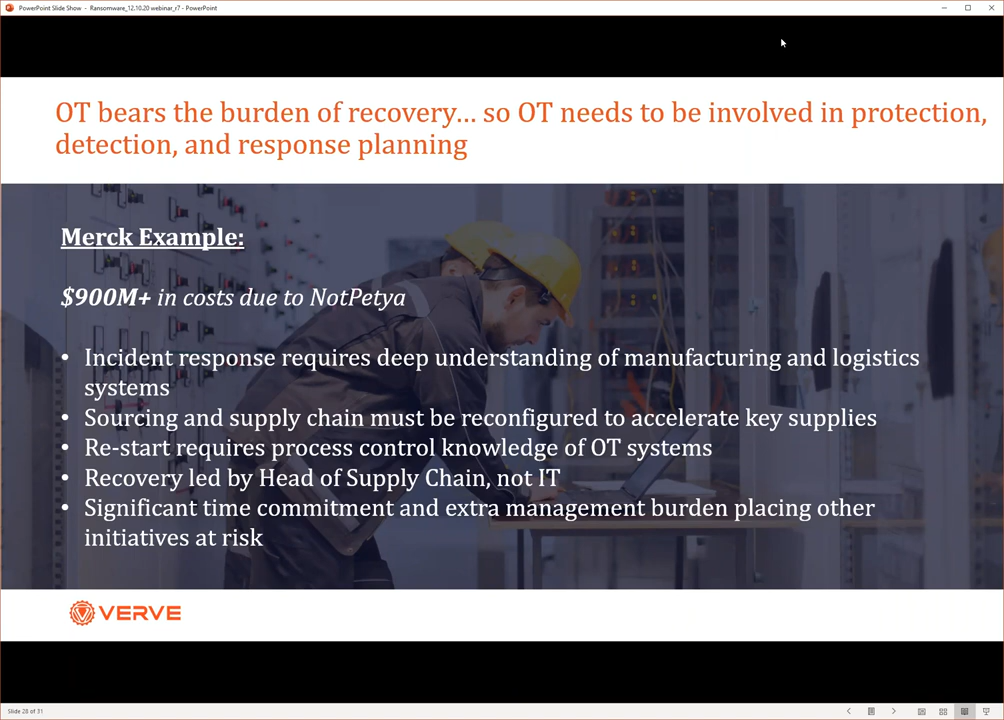 PowerPoint Slide Show - Ransomware_12.10.20 webinar_r7 - PowerPoint
OT bears the burden of recovery... so OT needs to be involved in protection,
detection, and response planning
Merck Example:
$900M+ in costs due to NotPetya
• Incident response requires deep understanding of manufacturing and logistics
systems
• Sourcing and supply chain must be reconfigured to accelerate key supplies
• Re-start requires process control knowledge of OT systems
• Recovery led by Head of Supply Chain, not IT
• Significant time commitment and extra management burden placing other
initiatives at risk
VERVE
Slide 28 of 31